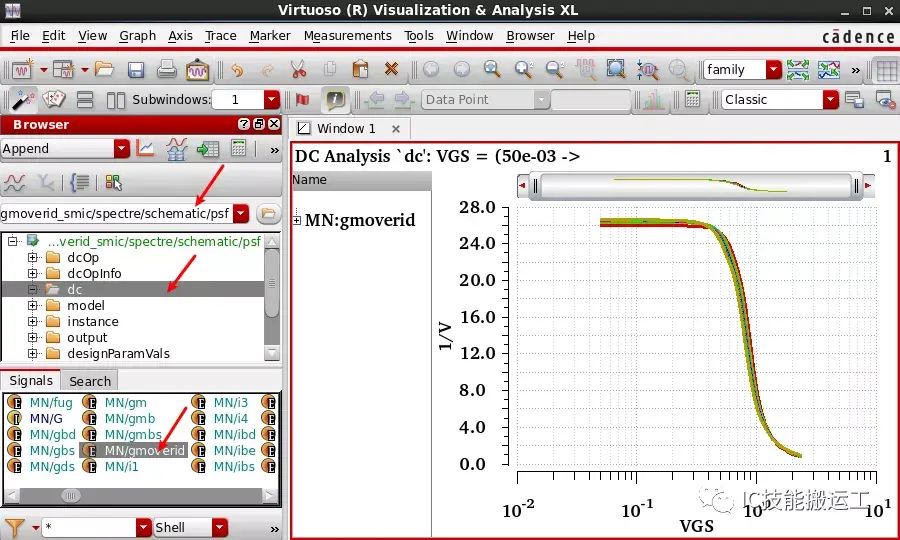 Virtuoso (R) Visualization & Analysis XL
File Edit View Graph Axis Trace Marker Measurements Tools Window Browser Help
cādence
family
»
Subwindows: 1
Data Point
Classic
»
Browser
Window 1
Append
»
DC Analysis `dc': VGS = (50e-03 ->
1
Name
gmoverid_smic/spectre/schematic/psf
MN:gmoverid
...verid_smic/spectre/schematic/psf
dcOp
dcOpInfo
dc
model
instance
output
designParamVals
Signals Search
MN/fug MN/gm MN/i3
MN/G MN/gmb MN/i4
MN/gbd MN/gmbs MN/ibd
MN/gbs MN/gmoverid MN/ibe
MN/gds MN/i1 MN/ibs
* Shell »
1/V
28.0
24.0
20.0
16.0
12.0
8.0
4.0
0.0
10-2 10-1 100 101
VGS
IC技能搬运工